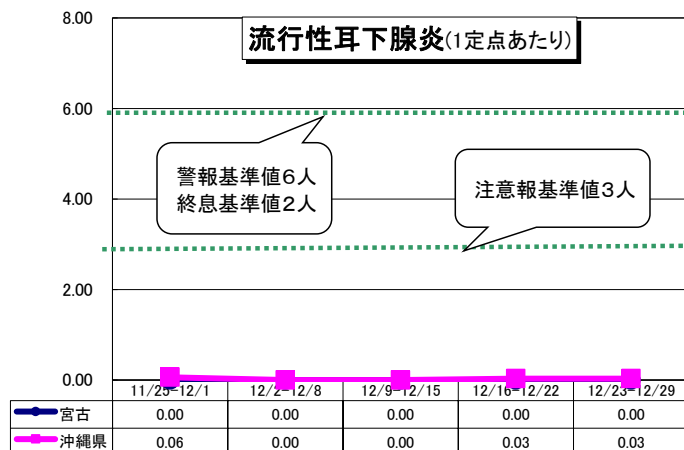 流行性耳下腺炎(1定点あたり)
8.00
6.00
4.00
2.00
0.00
警報基準値6人
終息基準値2人
注意報基準値3人
11/25-12/1 12/2-12/8 12/9-12/15 12/16-12/22 12/23-12/29
宮古 0.00 0.00 0.00 0.00 0.00
沖縄県 0.06 0.00 0.00 0.03 0.03